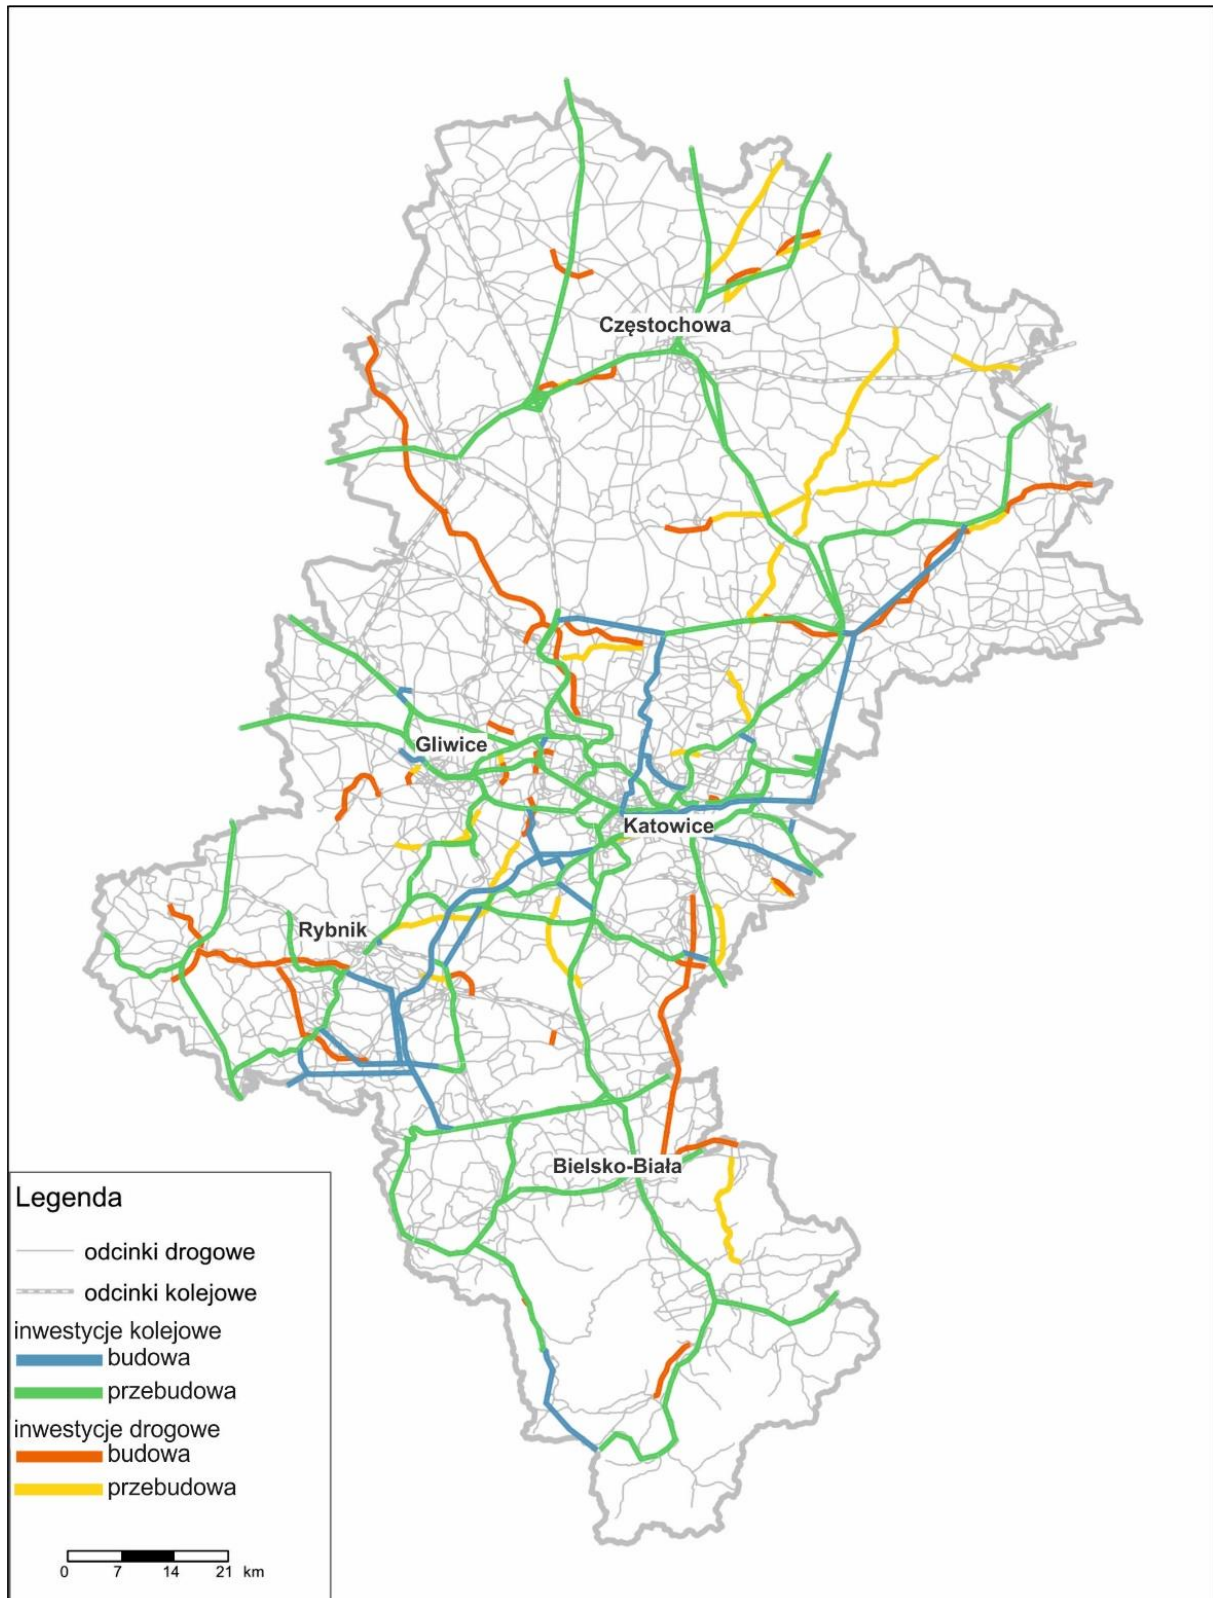 Częstochowa
Gliwice
Katowice
Rybnik
Bielsko-Biała
Legenda
odcinki drogowe
odcinki kolejowe
inwestycje kolejowe
budowa
przebudowa
inwestycje drogowe
budowa
przebudowa
0 7 14 21 km